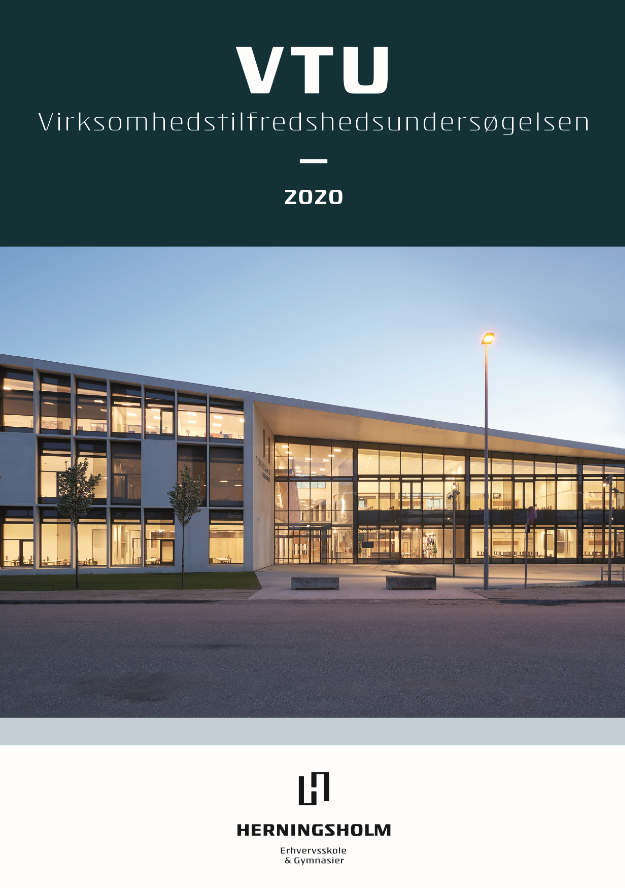 VTU
Virksomhedstilfredshedsundersøgelsen
2020
HERNINGSHOLM
Erhvervsskole
& Gymnasier